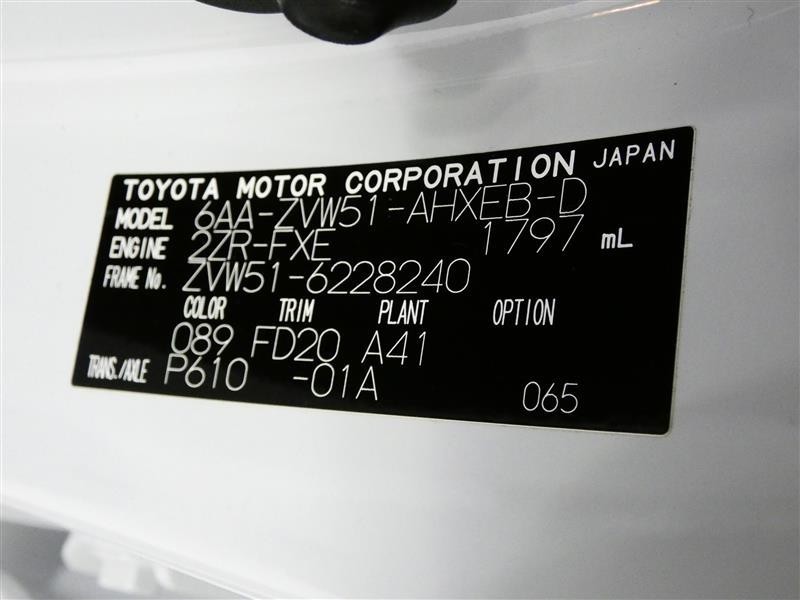 TOYOTA MOTOR CORPORATION JAPAN
MODEL 6AA-ZVW51-AHXEB-D
ENGINE 2ZR-FXE 1797 mL
FRAME No. ZVW51-6228240
COLOR TRIM PLANT OPTION
089 FD20 A41
TRANS./AXLE P610 -01A 065